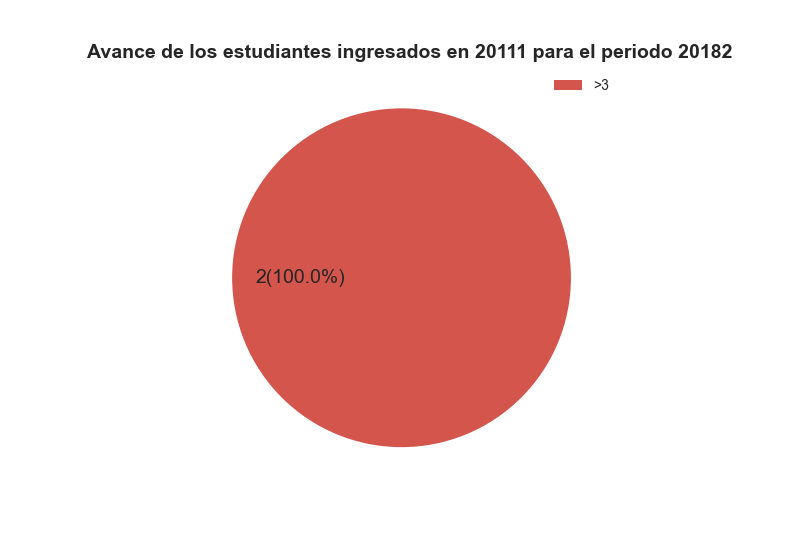 Avance de los estudiantes ingresados en 20111 para el periodo 20182
>3
2(100.0%)